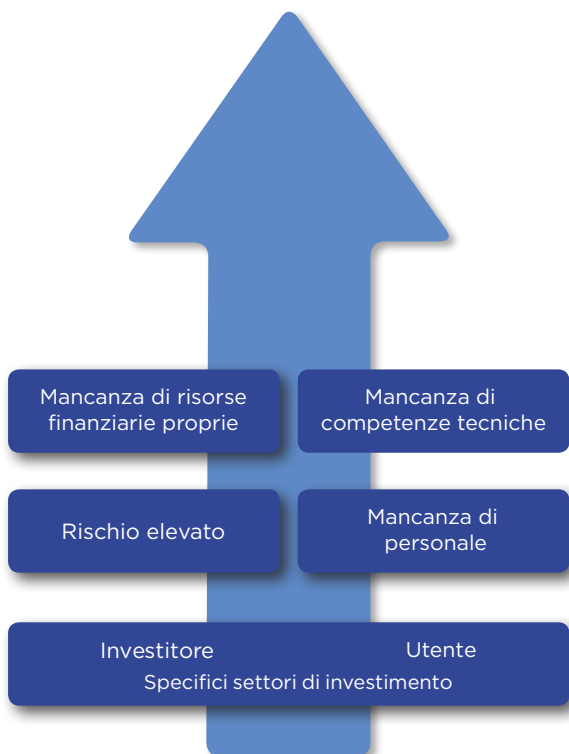 Mancanza di risorse
finanziarie proprie
Mancanza di
competenze tecniche
Rischio elevato
Mancanza di
personale
Investitore
Utente
Specifici settori di investimento